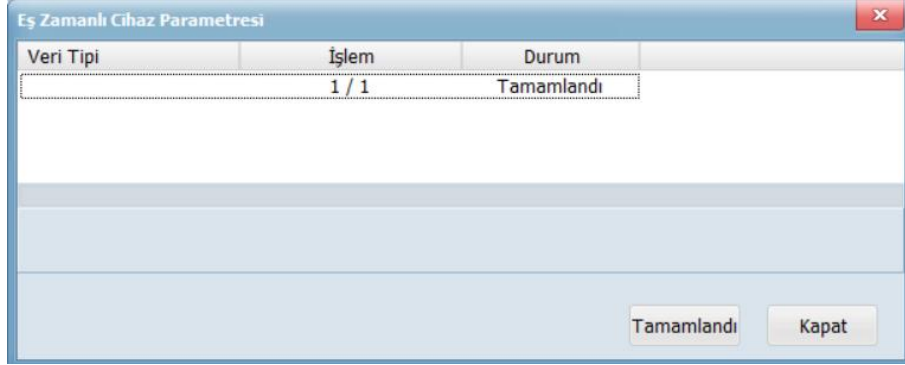 Eş Zamanlı Cihaz Parametresi
Veri Tipi İşlem Durum
1 / 1 Tamamlandı
Tamamlandı Kapat